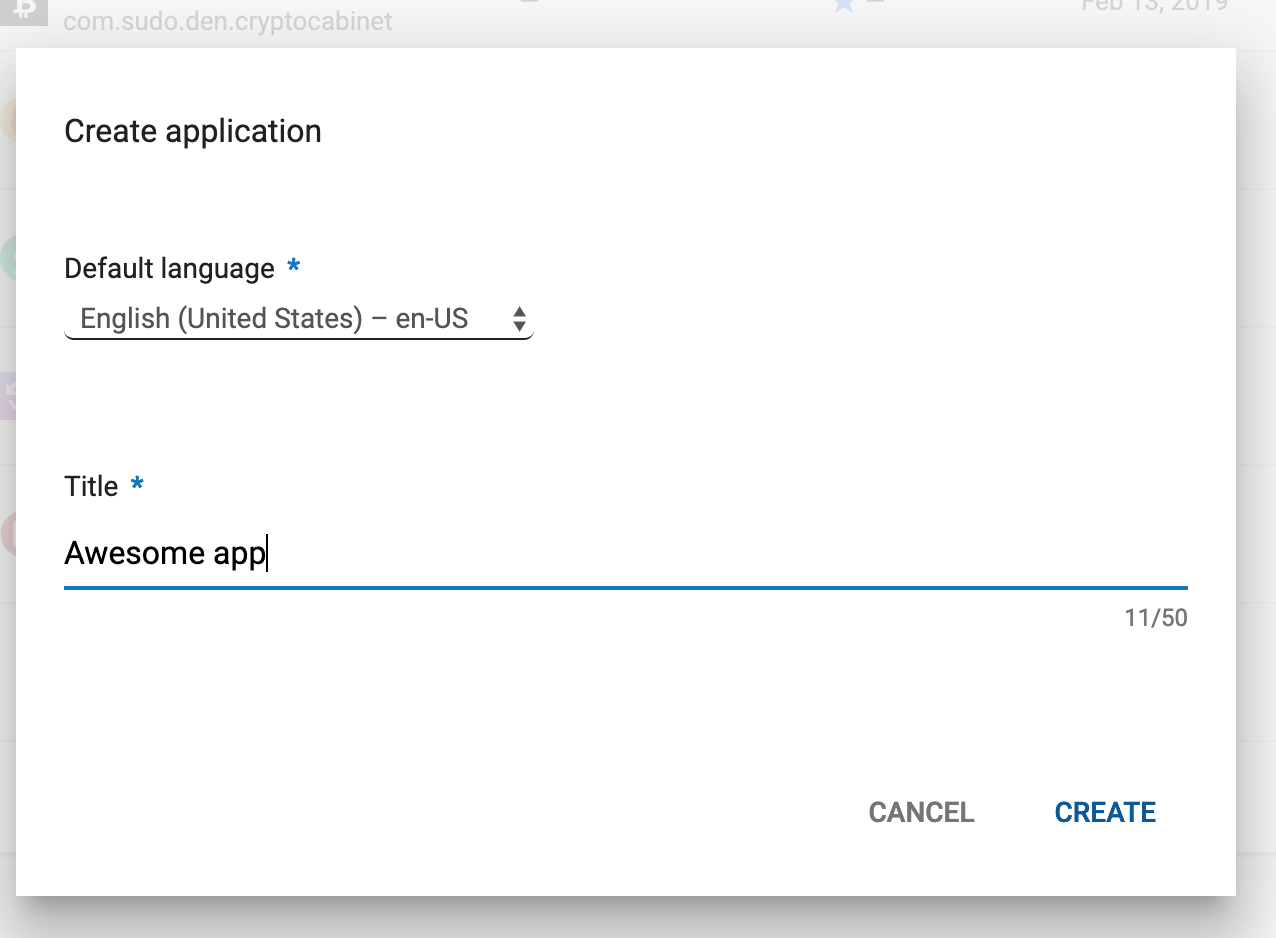 com.sudo.den.cryptocabinet
Feb 13, 2019
Create application
Default language *
English (United States) – en-US
Title *
Awesome app
11/50
CANCEL
CREATE